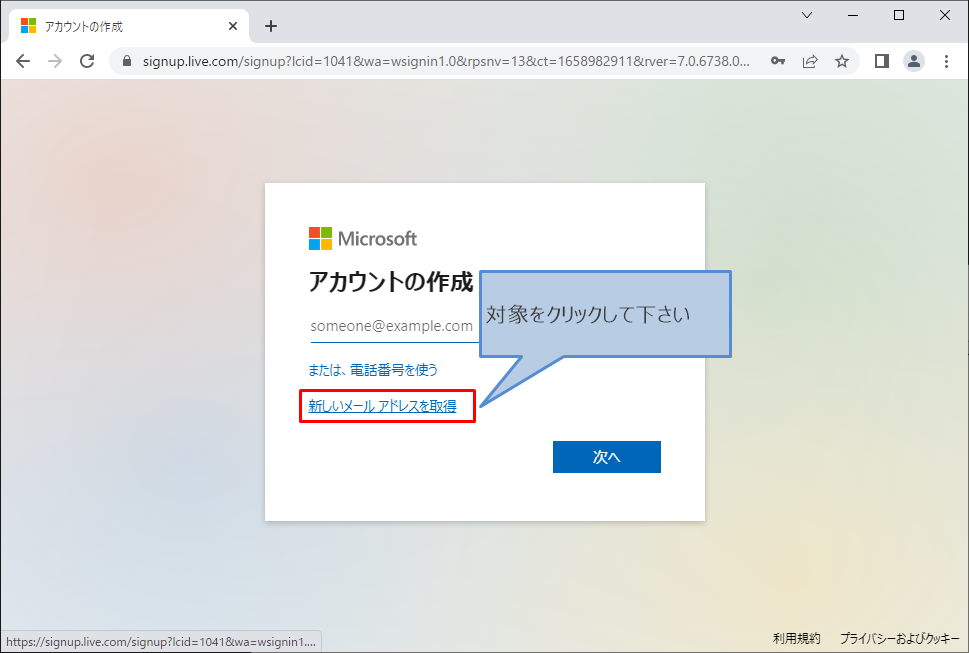 アカウントの作成
signup.live.com/signup?lcid=1041&wa=wsignin1.0&rpsnv=13&ct=1658982911&rver=7.0.6738.0...
Microsoft
アカウントの作成
someone@example.com
対象をクリックして下さい
または、電話番号を使う
新しいメール アドレスを取得
次へ
https://signup.live.com/signup?lcid=1041&wa=wsignin1....
利用規約 プライバシーおよびクッキー